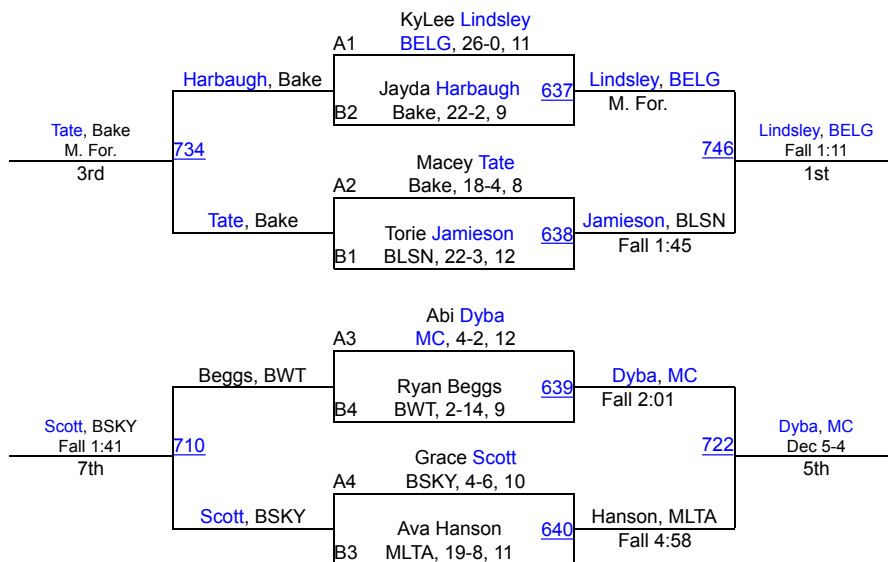 KyLee Lindsley
A1 BELG, 26-0, 11
Harbaugh, Bake
Jayda Harbaugh 637
B2 Bake, 22-2, 9
Lindsley, BELG
M. For.
Tate, Bake
M. For.
3rd
734
746
Lindsley, BELG
Fall 1:11
1st
Macey Tate
A2 Bake, 18-4, 8
Tate, Bake
Torie Jamieson 638
B1 BLSN, 22-3, 12
Jamieson, BLSN
Fall 1:45
Abi Dyba
A3 MC, 4-2, 12
Beggs, BWT
Ryan Beggs 639
B4 BWT, 2-14, 9
Dyba, MC
Fall 2:01
Scott, BSKY
Fall 1:41
7th
710
722
Dyba, MC
Dec 5-4
5th
Grace Scott
A4 BSKY, 4-6, 10
Scott, BSKY
Ava Hanson 640
B3 MLTA, 19-8, 11
Hanson, MLTA
Fall 4:58